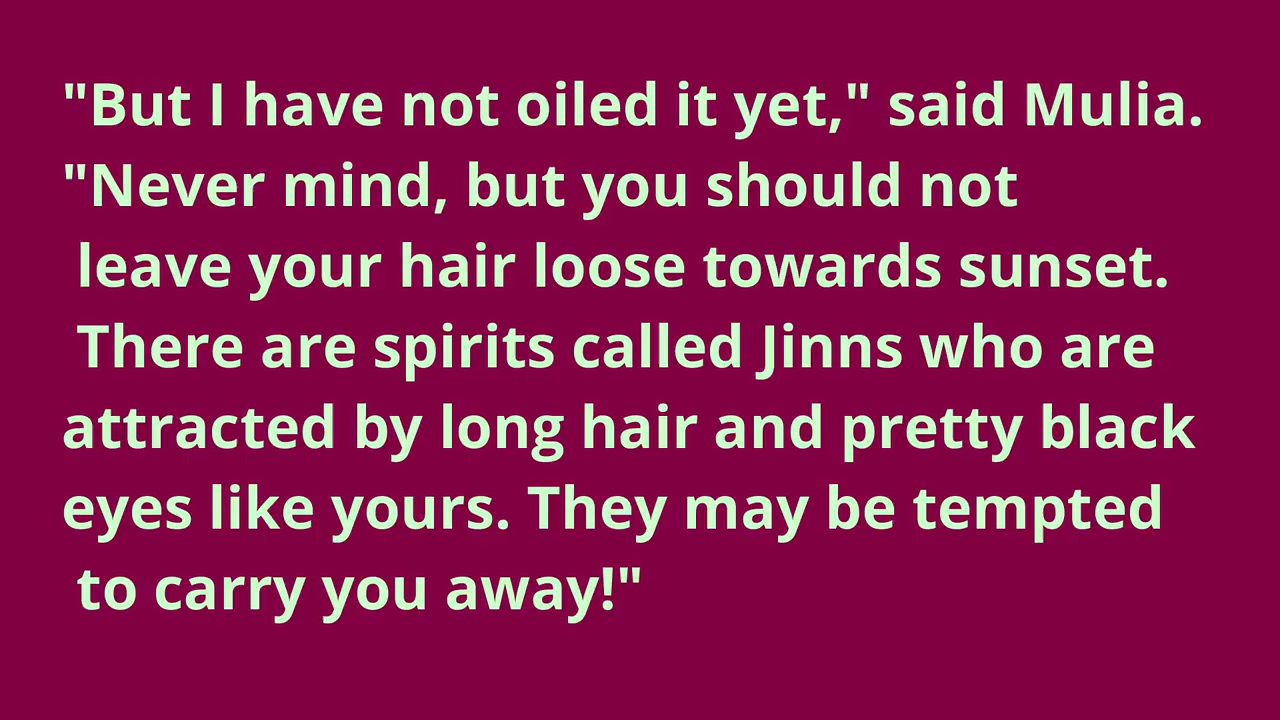 "But I have not oiled it yet," said Mulia.
"Never mind, but you should not
leave your hair loose towards sunset.
There are spirits called Jinns who are
attracted by long hair and pretty black
eyes like yours. They may be tempted
to carry you away!"